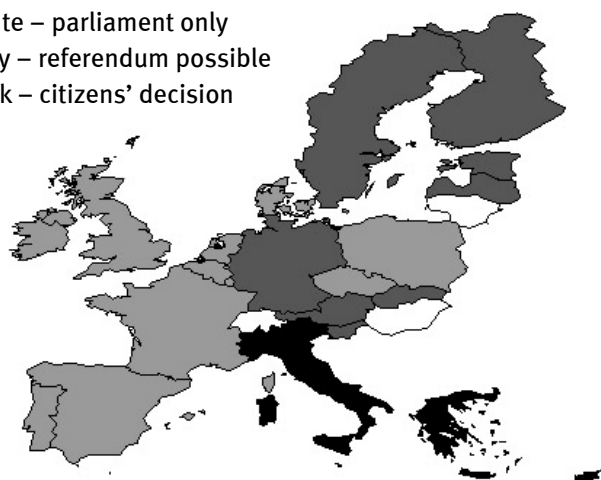 te – parliament only
y – referendum possible
k – citizens' decision